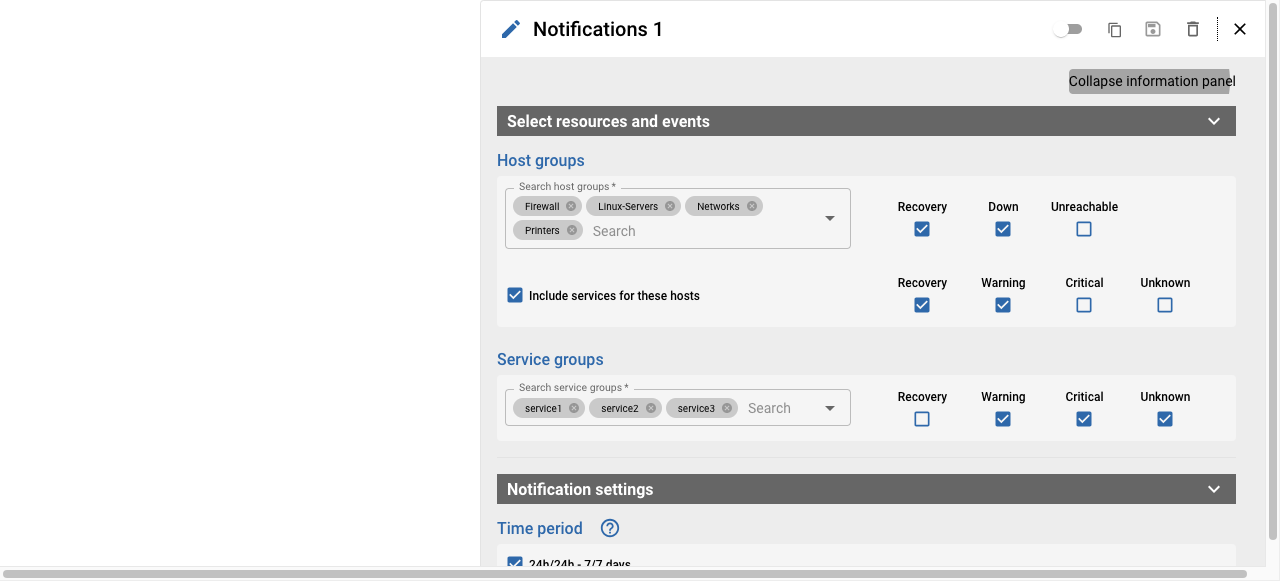 Notifications 1
Collapse information panel
Select resources and events
Host groups
Search host groups *
Firewall Linux-Servers Networks
Printers Search
Recovery Down Unreachable
Include services for these hosts
Recovery Warning Critical Unknown
Service groups
Search service groups *
service1 service2 service3 Search
Recovery Warning Critical Unknown
Notification settings
Time period
24h/24h - 7/7 days